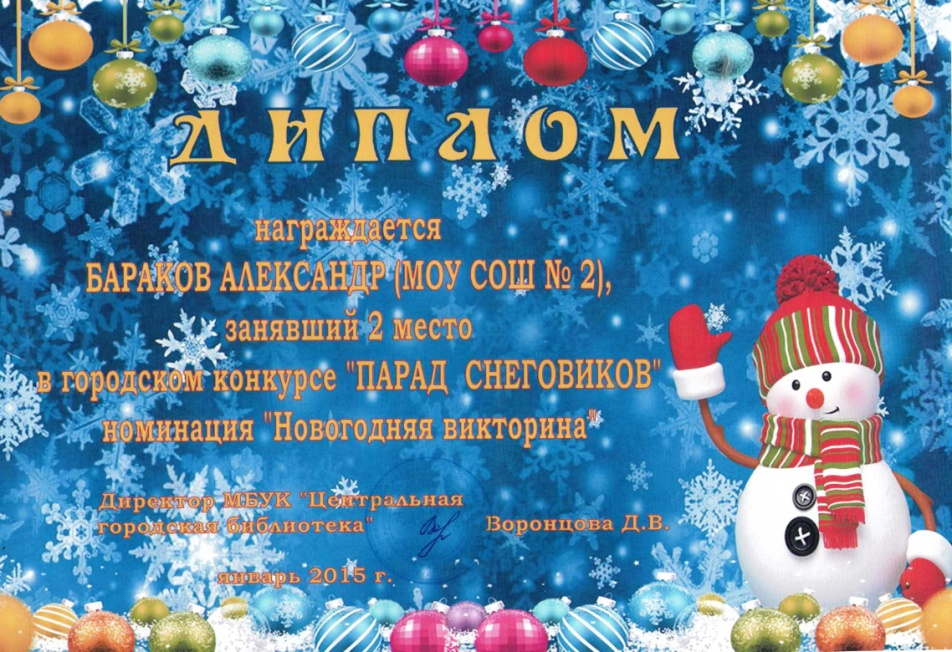 ДИПЛОМ
награждается
БАРАКОВ АЛЕКСАНДР (МОУ СОШ № 2),
занявший 2 место
в городском конкурсе "ПАРАД СНЕГОВИКОВ"
номинация "Новогодняя викторина"
Директор МБУК "Центральная
городская библиотека" Воронцова Д.В.
январь 2015 г.